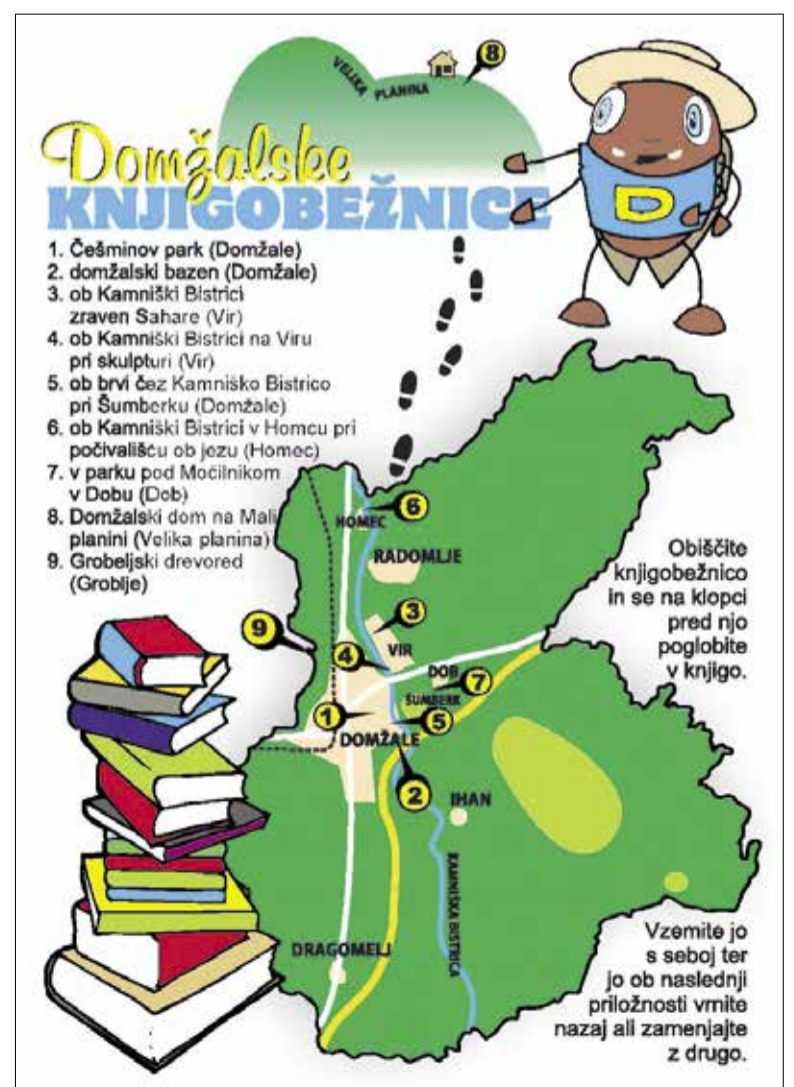 VELIKA PLANINA
8
Domžalske
KNJIGOBEŽNICE
D
1. Češminov park (Domžale)
2. domžalski bazen (Domžale)
3. ob Kamniški Bistrici
zraven Sahare (Vir)
4. ob Kamniški Bistrici na Viru
pri skulpturi (Vir)
5. ob brvi čez Kamniško Bistrico
pri Šumberku (Domžale)
6. ob Kamniški Bistrici v Homcu pri
počivališču ob jezu (Homec)
7. v parku pod Močilnikom
v Dobu (Dob)
8. Domžalski dom na Mali
planini (Velika planina)
9. Grobeljski drevored
(Groblje)
6
HOMEC
RADOMLJE
3
9
VIR
4
DOB
7
ŠUMBERK
1
5
DOMŽALE
2
IHAN
KAMNIŠKA BISTRICA
DRAGOMELJ
Obiščite
knjigobežnico
in se na klopci
pred njo
poglobite
v knjigo.
Vzemite jo
s seboj ter
jo ob naslednji
priložnosti vrnite
nazaj ali zamenjajte
z drugo.